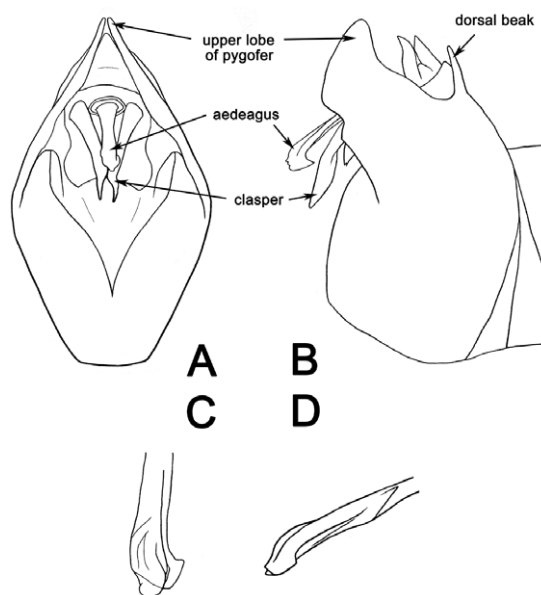 dorsal beak
upper lobe
of pygofer
aedeagus
clasper
A B
C D